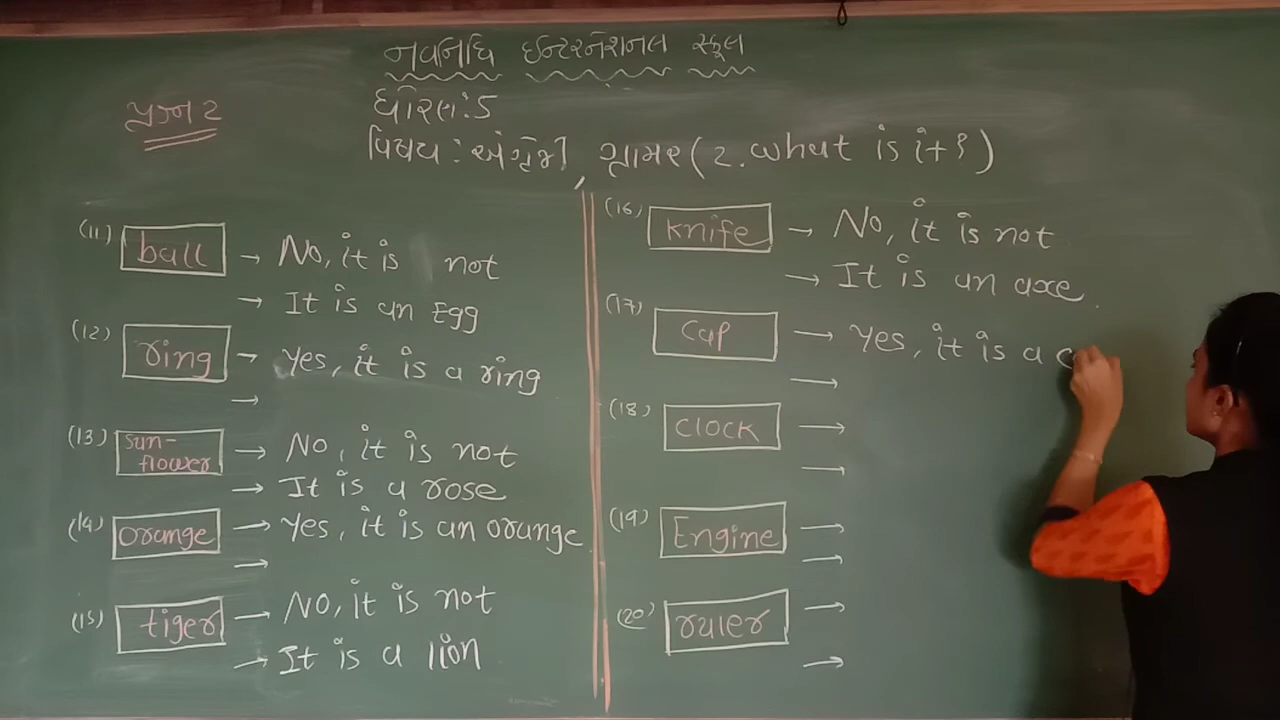 નવનિધિ ઈન્ટરનેશનલ સ્કૂલ
પ્રશ્ન 2
ધોરણ: 5
વિષય: અંગ્રેજી, ગ્રામર (2. what is it?)
(11) ball → No, it is not
→ It is an Egg
(12) ring → Yes, it is a ring
→
(13) sun-flower → No, it is not
→ It is a rose
(14) orange → Yes, it is an orange.
→
(15) tiger → No, it is not
→ It is a lion
(16) knife → No, it is not
→ It is an axe.
(17) cap → Yes, it is a c
→
(18) clock →
→
(19) Engine →
→
(20) ruler →
→